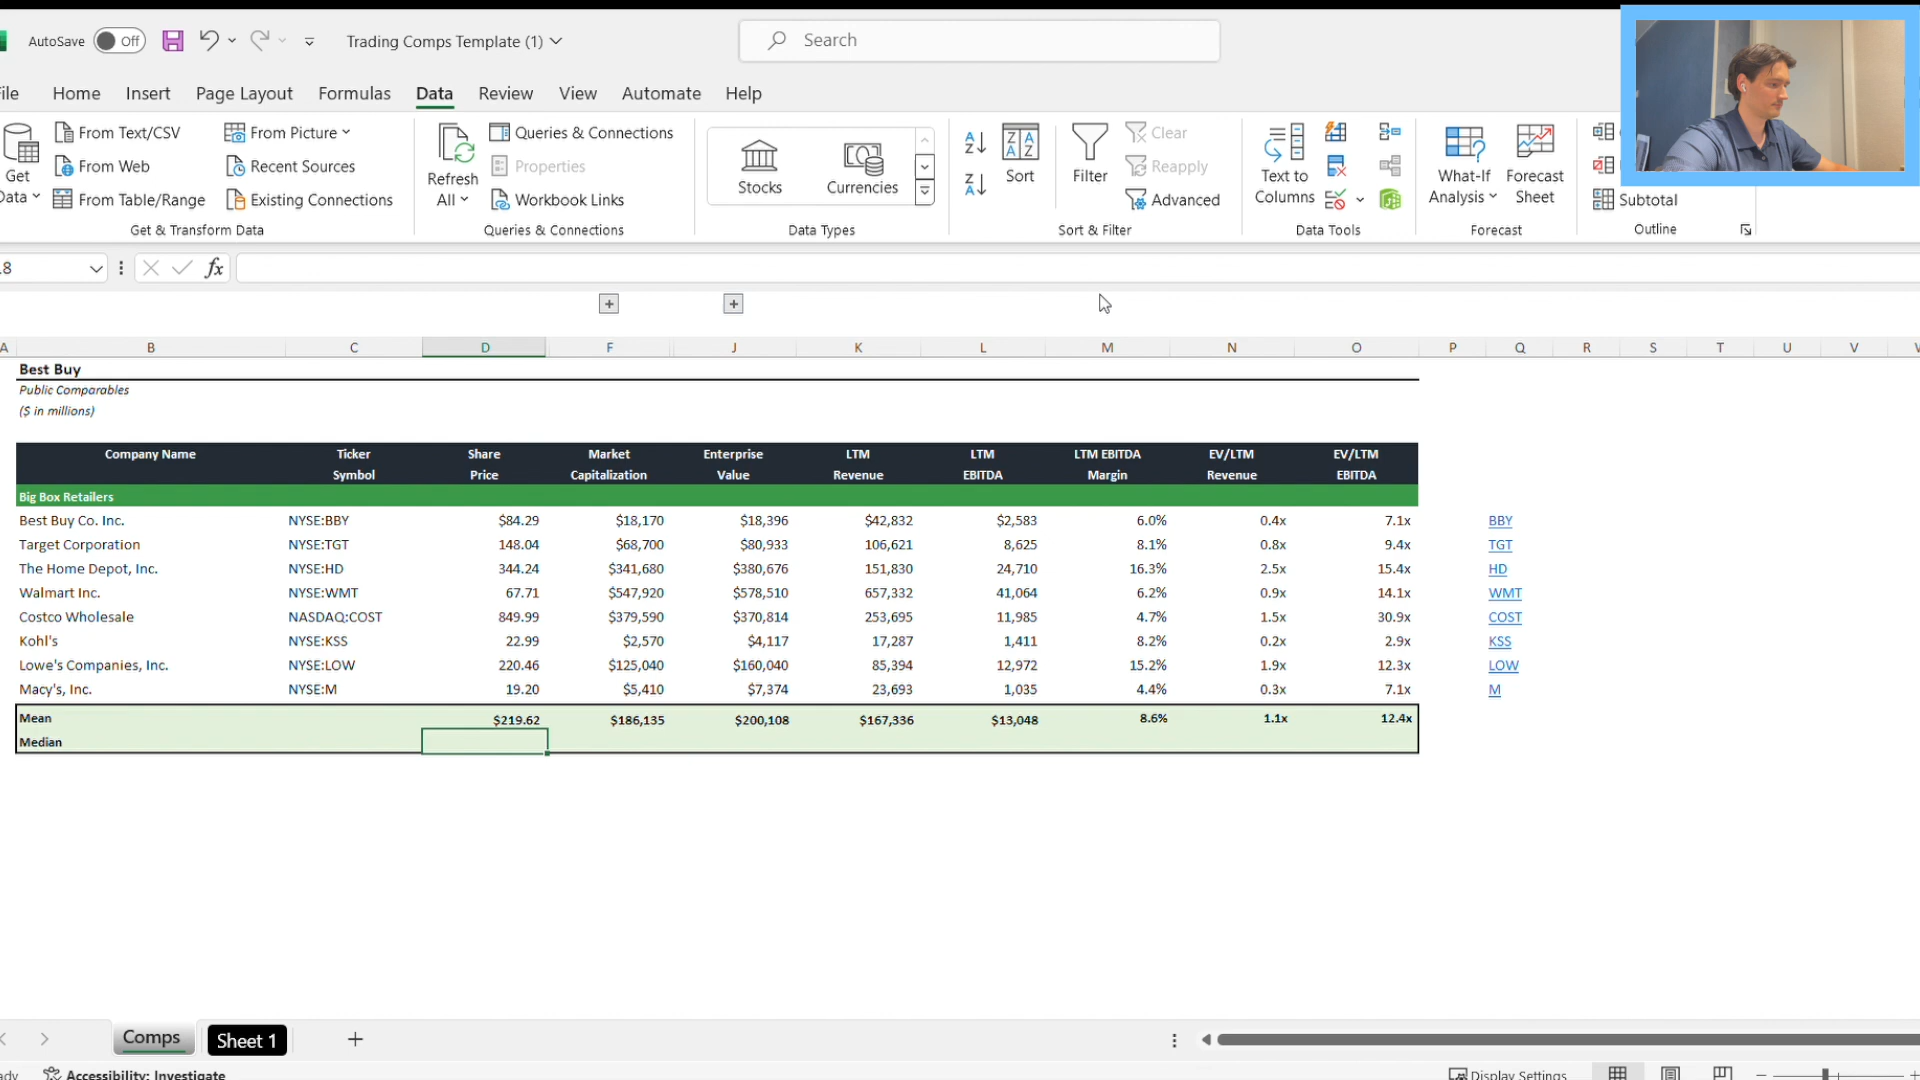 AutoSave Off Trading Comps Template (1) Search
ile Home Insert Page Layout Formulas Data Review View Automate Help
Get Data
From Text/CSV
From Web
From Table/Range
From Picture
Recent Sources
Existing Connections
Get & Transform Data
Refresh All
Queries & Connections
Properties
Workbook Links
Queries & Connections
Stocks
Currencies
Data Types
Sort
Filter
Clear
Reapply
Advanced
Sort & Filter
Text to Columns
Data Tools
What-If Analysis
Forecast Sheet
Forecast
Subtotal
Outline
8 fx
A B C D F J K L M N O P Q R S T U V
Best Buy
Public Comparables
($ in millions)
Company Name Ticker Symbol Share Price Market Capitalization Enterprise Value LTM Revenue LTM EBITDA LTM EBITDA Margin EV/LTM Revenue EV/LTM EBITDA
Big Box Retailers
Best Buy Co. Inc. NYSE:BBY $84.29 $18,170 $18,396 $42,832 $2,583 6.0% 0.4x 7.1x BBY
Target Corporation NYSE:TGT 148.04 $68,700 $80,933 106,621 8,625 8.1% 0.8x 9.4x TGT
The Home Depot, Inc. NYSE:HD 344.24 $341,680 $380,676 151,830 24,710 16.3% 2.5x 15.4x HD
Walmart Inc. NYSE:WMT 67.71 $547,920 $578,510 657,332 41,064 6.2% 0.9x 14.1x WMT
Costco Wholesale NASDAQ:COST 849.99 $379,590 $370,814 253,695 11,985 4.7% 1.5x 30.9x COST
Kohl's NYSE:KSS 22.99 $2,570 $4,117 17,287 1,411 8.2% 0.2x 2.9x KSS
Lowe's Companies, Inc. NYSE:LOW 220.46 $125,040 $160,040 85,394 12,972 15.2% 1.9x 12.3x LOW
Macy's, Inc. NYSE:M 19.20 $5,410 $7,374 23,693 1,035 4.4% 0.3x 7.1x M
Mean $219.62 $186,135 $200,108 $167,336 $13,048 8.6% 1.1x 12.4x
Median
Comps Sheet 1
ady Accessibility: Investigate Display Settings